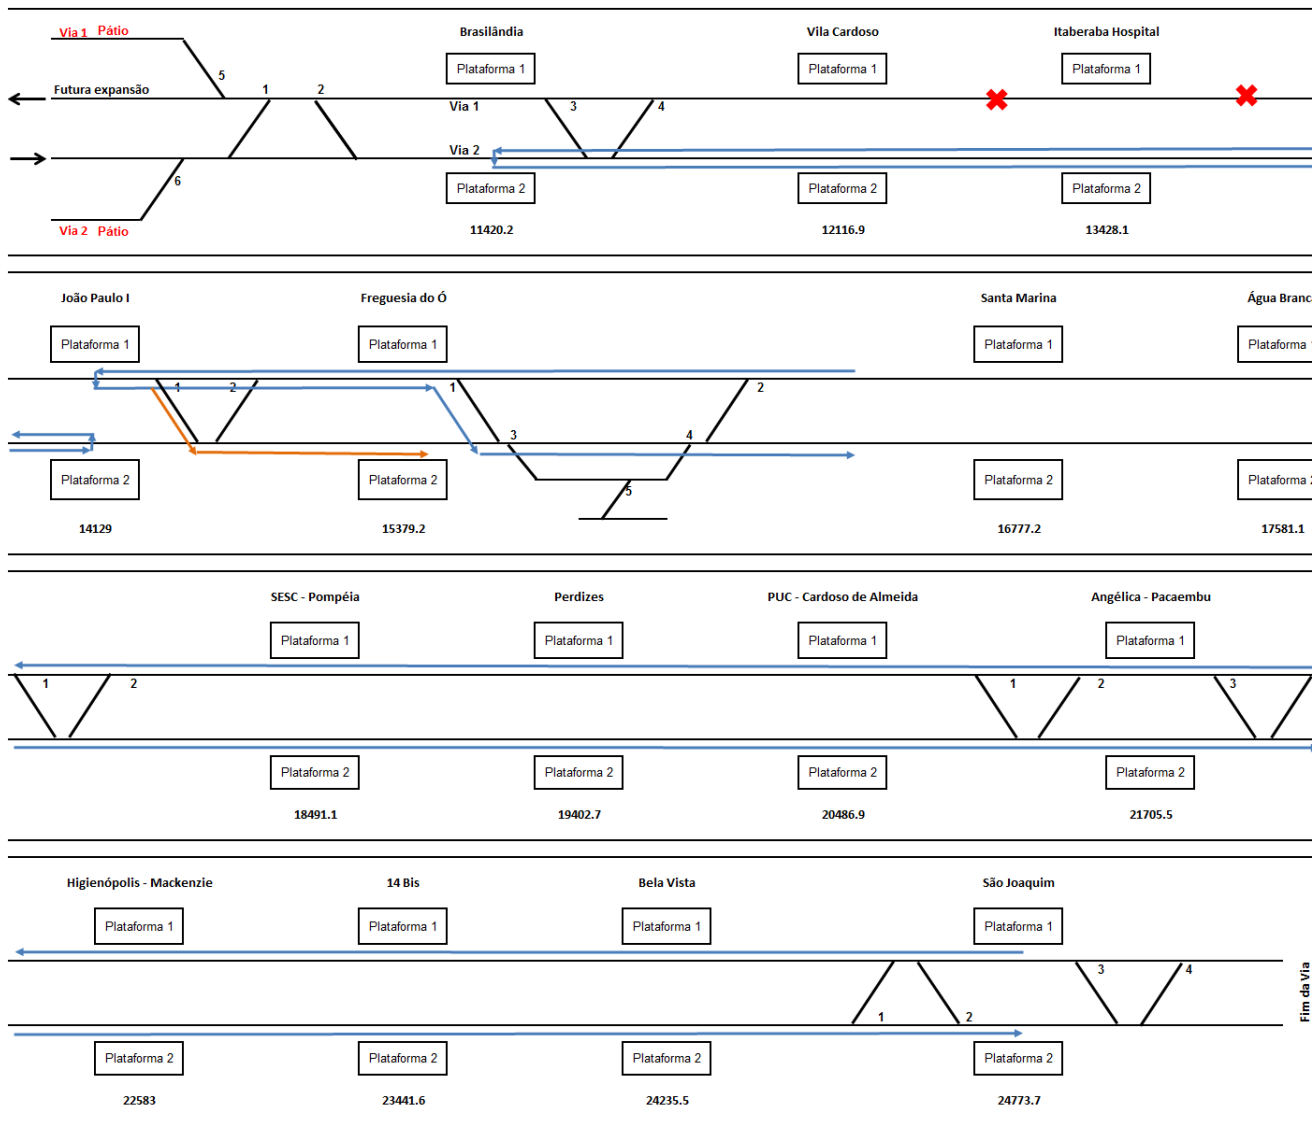 Via 1 Pátio
Brasilândia
Vila Cardoso
Itaberaba Hospital
Plataforma 1
Plataforma 1
Plataforma 1
5
Futura expansão
1
2
Via 1
3
4
Via 2
6
Plataforma 2
Plataforma 2
Plataforma 2
Via 2 Pátio
11420.2
12116.9
13428.1
João Paulo I
Freguesia do Ó
Santa Marina
Água Branc
Plataforma 1
Plataforma 1
Plataforma 1
Plataforma 1
1
2
1
2
3
4
Plataforma 2
Plataforma 2
5
Plataforma 2
Plataforma 2
14129
15379.2
16777.2
17581.1
SESC - Pompéia
Perdizes
PUC - Cardoso de Almeida
Angélica - Pacaembu
Plataforma 1
Plataforma 1
Plataforma 1
Plataforma 1
1
2
1
2
3
Plataforma 2
Plataforma 2
Plataforma 2
Plataforma 2
18491.1
19402.7
20486.9
21705.5
Higienópolis - Mackenzie
14 Bis
Bela Vista
São Joaquim
Plataforma 1
Plataforma 1
Plataforma 1
Plataforma 1
3
4
Fim da Via
1
2
Plataforma 2
Plataforma 2
Plataforma 2
Plataforma 2
22583
23441.6
24235.5
24773.7